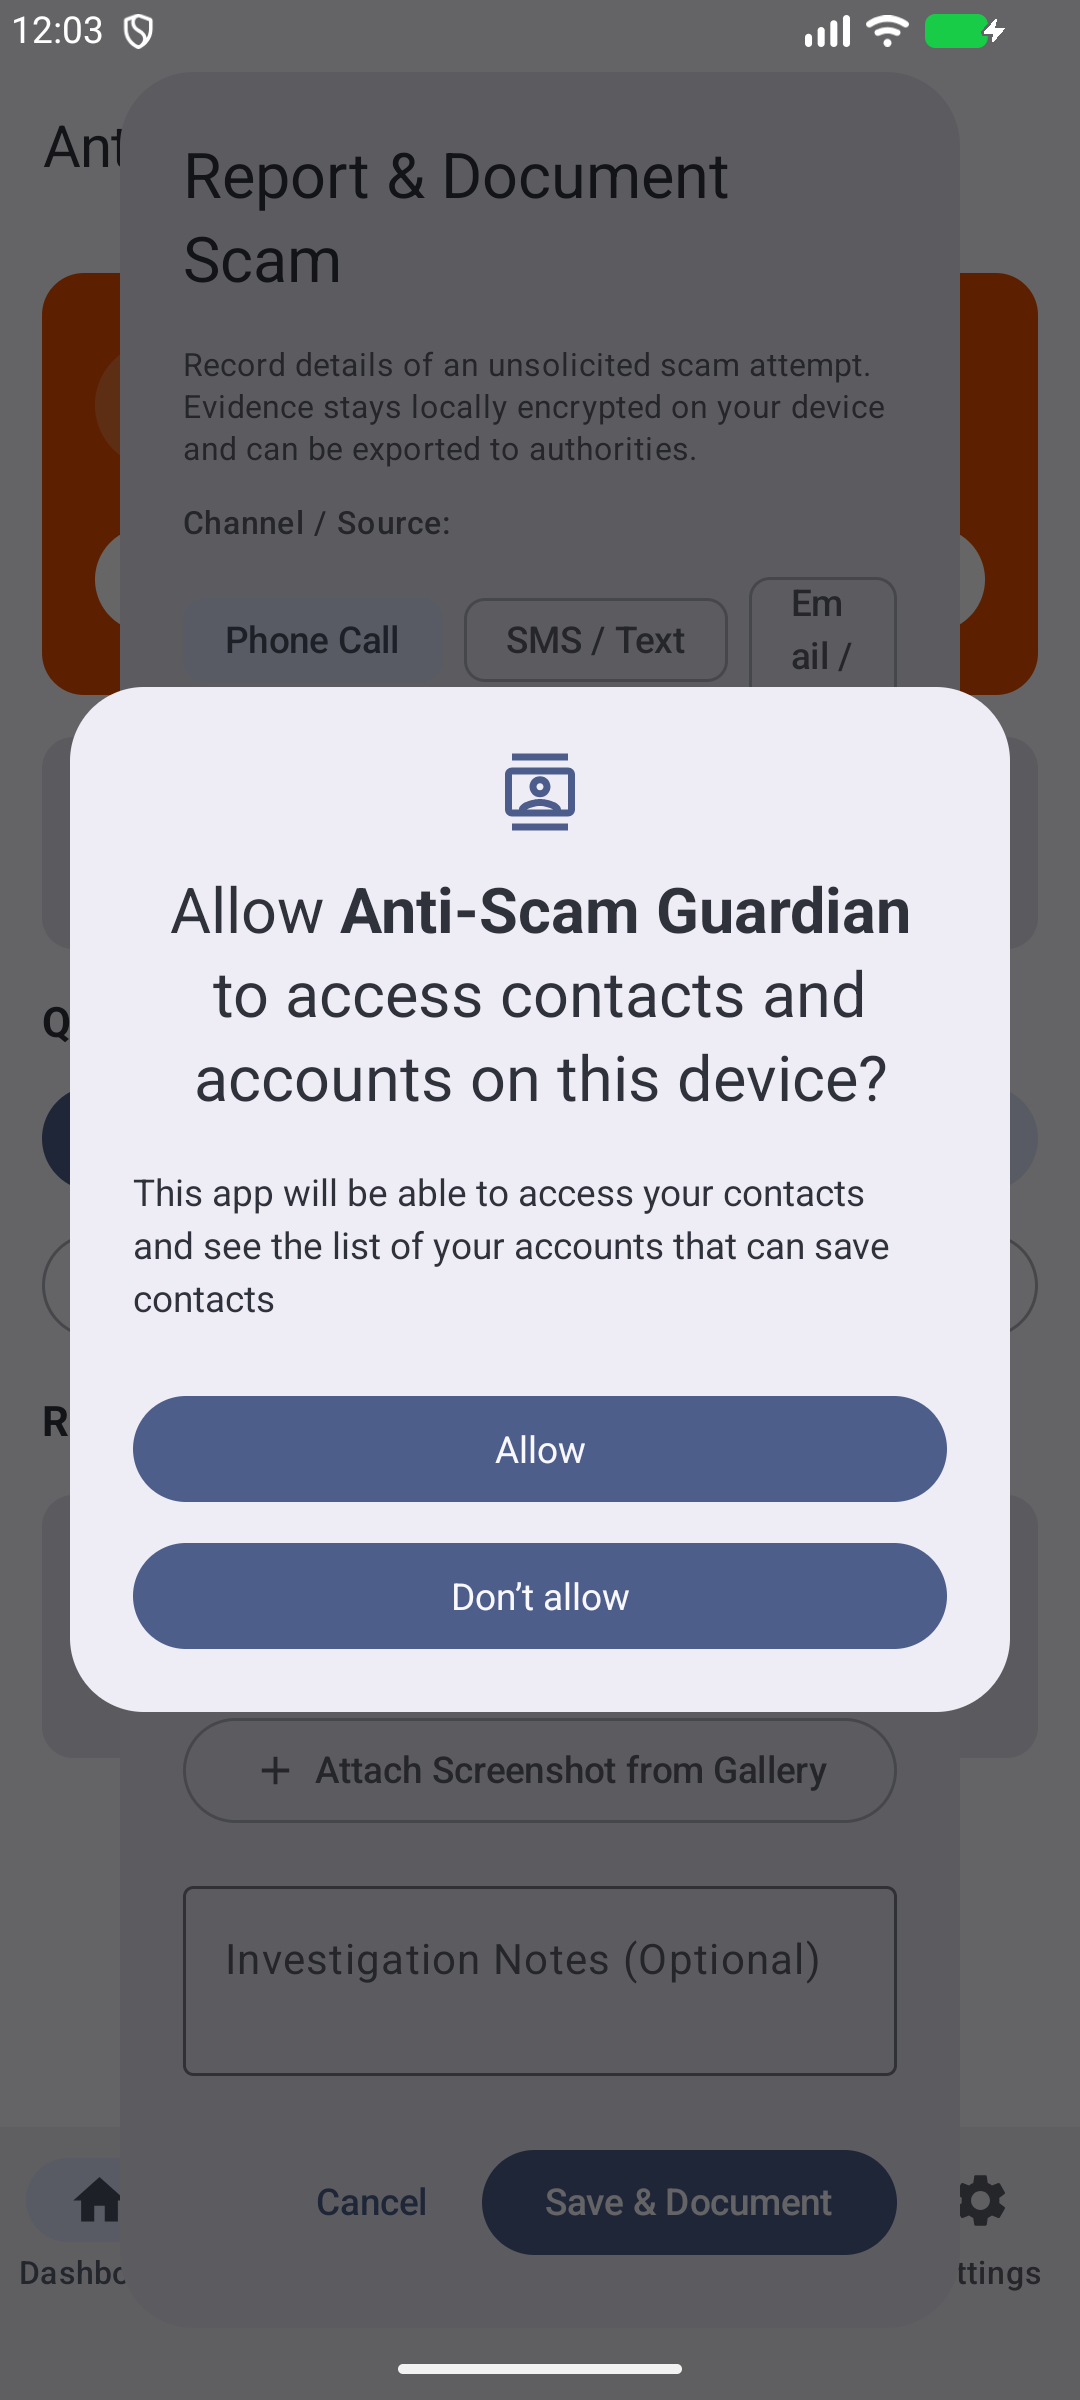 12:03
Ant
Report & Document
Scam
Record details of an unsolicited scam attempt.
Evidence stays locally encrypted on your device
and can be exported to authorities.
Channel / Source:
Phone Call
SMS / Text
Em
ail /
Allow Anti-Scam Guardian
to access contacts and
accounts on this device?
Q
This app will be able to access your contacts
and see the list of your accounts that can save
contacts
R
Allow
Don’t allow
+ Attach Screenshot from Gallery
Investigation Notes (Optional)
Cancel
Save & Document
Dashbo
ttings